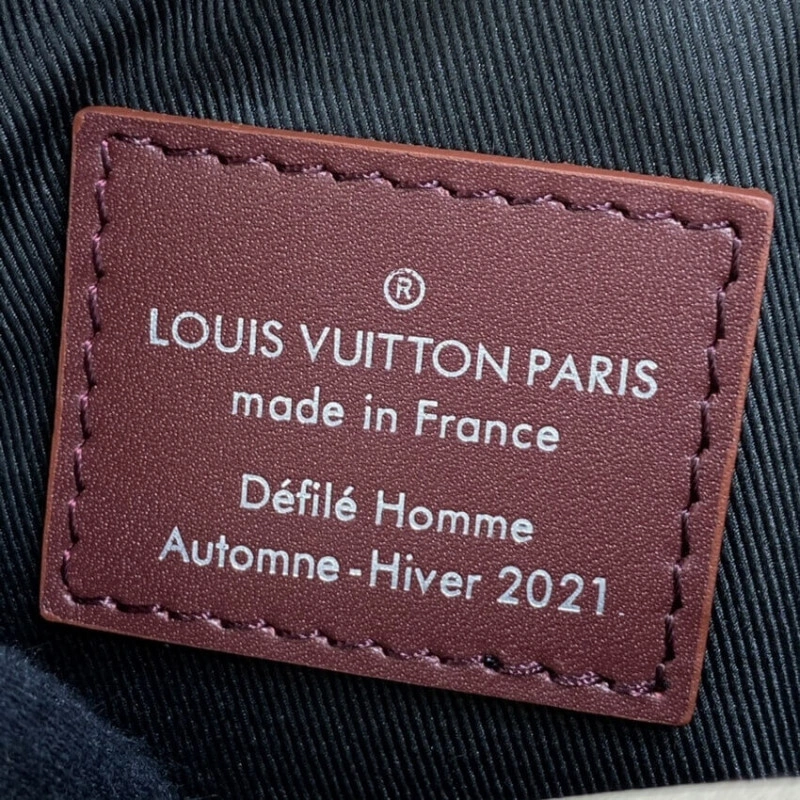 ®
LOUIS VUITTON PARIS
made in France
Défilé Homme
Automne-Hiver 2021